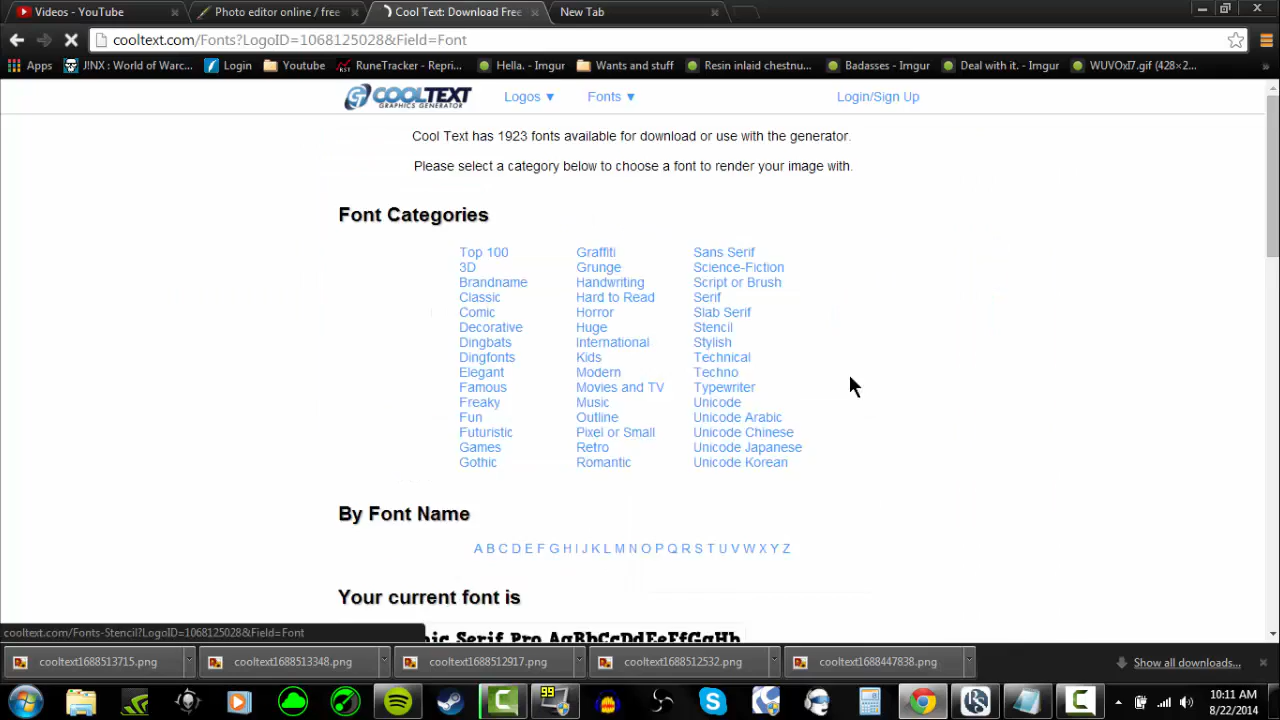 Videos - YouTube
Photo editor online / free
Cool Text: Download Free
New Tab
cooltext.com/Fonts?LogoID=1068125028&Field=Font
Apps
JINX : World of Warc...
Login
Youtube
RuneTracker - Repri...
Hella. - Imgur
Wants and stuff
Resin inlaid chestnu...
Badasses - Imgur
Deal with it. - Imgur
WUVOxI7.gif (428×2...
COOLTEXT
GRAPHICS GENERATOR
Logos ▼
Fonts ▼
Login/Sign Up
Cool Text has 1923 fonts available for download or use with the generator.
Please select a category below to choose a font to render your image with.
Font Categories
Top 100
3D
Brandname
Classic
Comic
Decorative
Dingbats
Dingfonts
Elegant
Famous
Freaky
Fun
Futuristic
Games
Gothic
Graffiti
Grunge
Handwriting
Hard to Read
Horror
Huge
International
Kids
Modern
Movies and TV
Music
Outline
Pixel or Small
Retro
Romantic
Sans Serif
Science-Fiction
Script or Brush
Serif
Slab Serif
Stencil
Stylish
Technical
Techno
Typewriter
Unicode
Unicode Arabic
Unicode Chinese
Unicode Japanese
Unicode Korean
By Font Name
A B C D E F G H I J K L M N O P Q R S T U V W X Y Z
Your current font is
Serif Pro AaBbCcDdEeFfGgHh
cooltext.com/Fonts-Stencil?LogoID=1068125028&Field=Font
cooltext1688513715.png
cooltext1688513348.png
cooltext1688512917.png
cooltext1688512532.png
cooltext1688447838.png
Show all downloads...
99
10:11 AM
8/22/2014